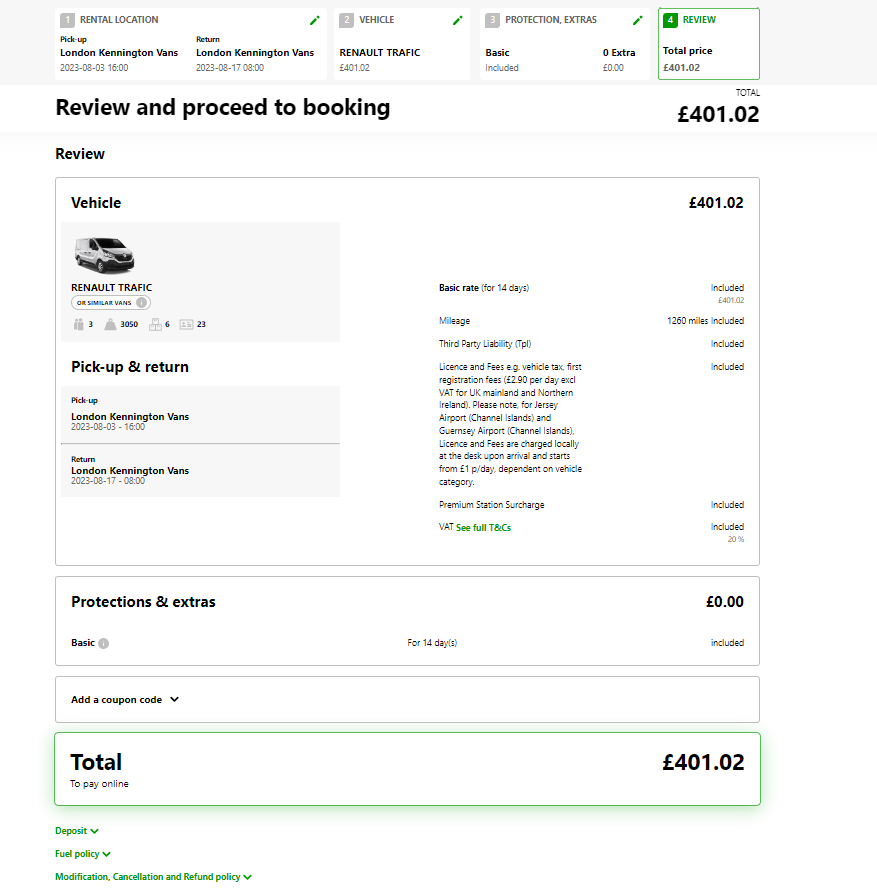 1 RENTAL LOCATION
Pick-up
London Kennington Vans
2023-08-03 16:00
Return
London Kennington Vans
2023-08-17 08:00
2 VEHICLE
RENAULT TRAFIC
£401.02
3 PROTECTION, EXTRAS
Basic 0 Extra
Included £0.00
4 REVIEW
Total price
£401.02
Review and proceed to booking
TOTAL
£401.02
Review
Vehicle £401.02
RENAULT TRAFIC
OR SIMILAR VANS i
3 3050 6 23
Pick-up & return
Pick-up
London Kennington Vans
2023-08-03 - 16:00
Return
London Kennington Vans
2023-08-17 - 08:00
Basic rate (for 14 days) Included
£401.02
Mileage 1260 miles Included
Third Party Liability (Tpl) Included
Licence and Fees e.g. vehicle tax, first Included
registration fees (£2.90 per day excl
VAT for UK mainland and Northern
Ireland). Please note, for Jersey
Airport (Channel Islands) and
Guernsey Airport (Channel Islands),
Licence and Fees are charged locally
at the desk upon arrival and starts
from £1 p/day, dependent on vehicle
category.
Premium Station Surcharge Included
VAT See full T&Cs Included
20 %
Protections & extras £0.00
Basic i For 14 day(s) included
Add a coupon code
Total £401.02
To pay online
Deposit
Fuel policy
Modification, Cancellation and Refund policy